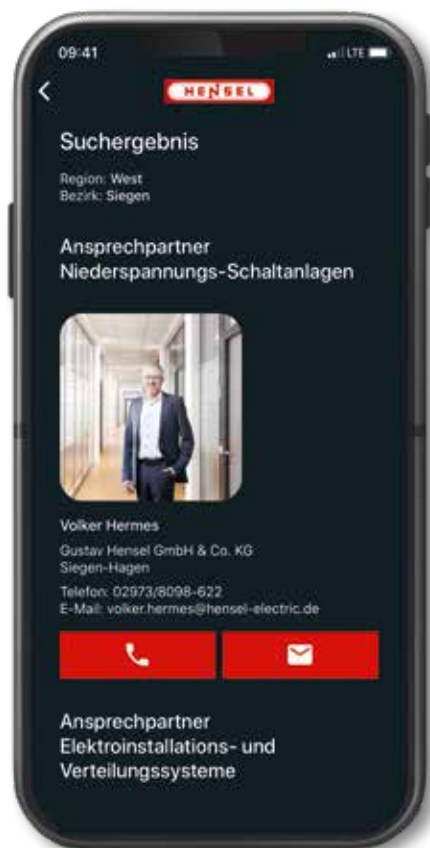 09:41
LTE
HENSEL
Suchergebnis
Region: West
Bezirk: Siegen
Ansprechpartner
Niederspannungs-Schaltanlagen
Volker Hermes
Gustav Hensel GmbH & Co. KG
Siegen-Hagen
Telefon: 02973/8098-622
E-Mail: volker.hermes@hensel-electric.de
Ansprechpartner
Elektroinstallations- und
Verteilungssysteme